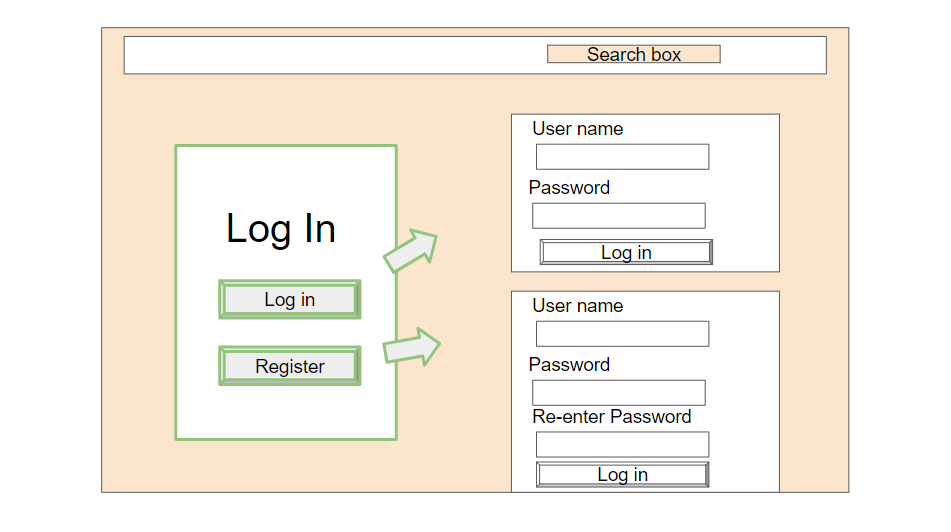 Search box
Log In
Log in
Register
User name
Password
Log in
User name
Password
Re-enter Password
Log in